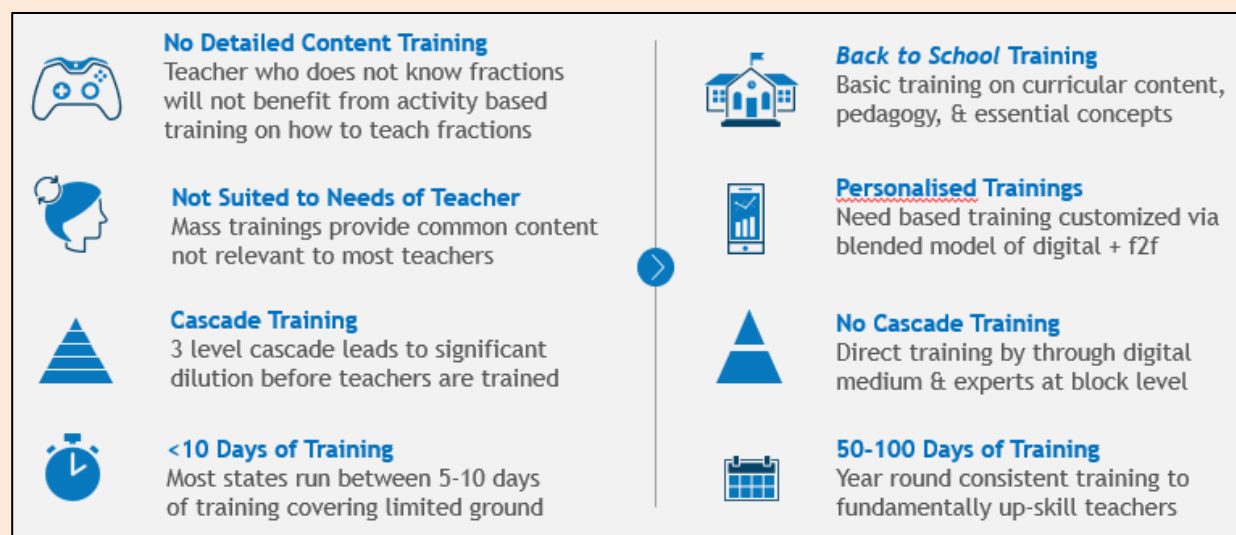 No Detailed Content Training
Teacher who does not know fractions
will not benefit from activity based
training on how to teach fractions
Not Suited to Needs of Teacher
Mass trainings provide common content
not relevant to most teachers
Cascade Training
3 level cascade leads to significant
dilution before teachers are trained
<10 Days of Training
Most states run between 5-10 days
of training covering limited ground
Back to School Training
Basic training on curricular content,
pedagogy, & essential concepts
Personalised Trainings
Need based training customized via
blended model of digital + f2f
No Cascade Training
Direct training by through digital
medium & experts at block level
50-100 Days of Training
Year round consistent training to
fundamentally up-skill teachers